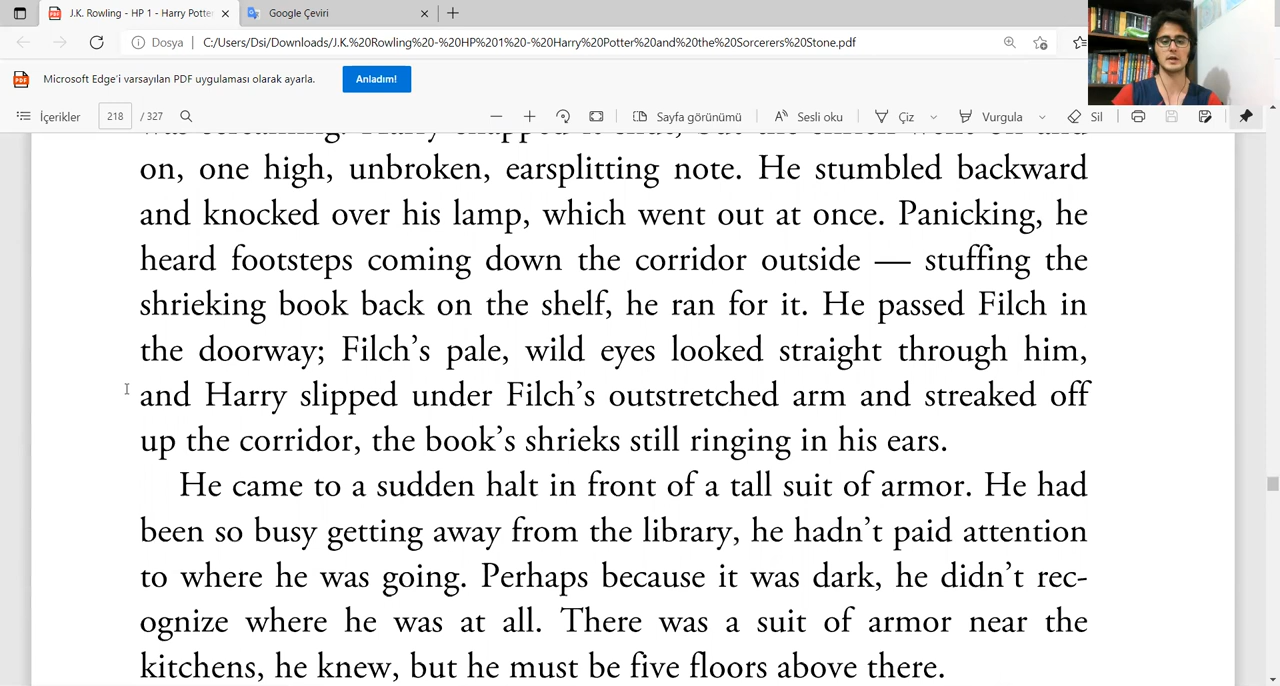 J.K. Rowling - HP 1 - Harry Potter
Google Çeviri
Dosya
C:/Users/Dsi/Downloads/J.K.%20Rowling%20-%20HP%201%20-%20Harry%20Potter%20and%20the%20Sorcerers%20Stone.pdf
Microsoft Edge'i varsayılan PDF uygulaması olarak ayarla.
Anladım!
İçerikler
218 / 327
Sayfa görünümü
Sesli oku
Çiz
Vurgula
Sil
on, one high, unbroken, earsplitting note. He stumbled backward
and knocked over his lamp, which went out at once. Panicking, he
heard footsteps coming down the corridor outside — stuffing the
shrieking book back on the shelf, he ran for it. He passed Filch in
the doorway; Filch's pale, wild eyes looked straight through him,
and Harry slipped under Filch's outstretched arm and streaked off
up the corridor, the book's shrieks still ringing in his ears.
He came to a sudden halt in front of a tall suit of armor. He had
been so busy getting away from the library, he hadn't paid attention
to where he was going. Perhaps because it was dark, he didn't rec-
ognize where he was at all. There was a suit of armor near the
kitchens, he knew, but he must be five floors above there.